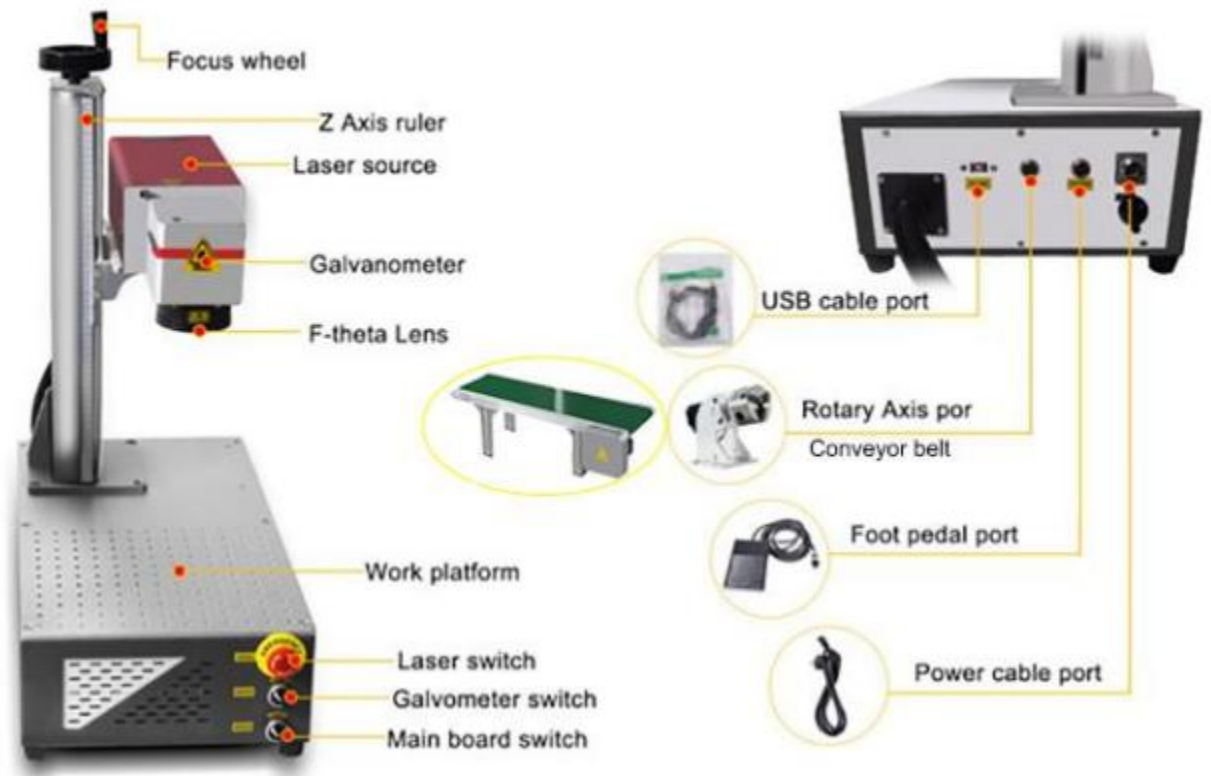 Focus wheel
Z Axis ruler
Laser source
Galvanometer
F-theta Lens
Work platform
Laser switch
Galvometer switch
Main board switch
USB cable port
Rotary Axis por
Conveyor belt
Foot pedal port
Power cable port